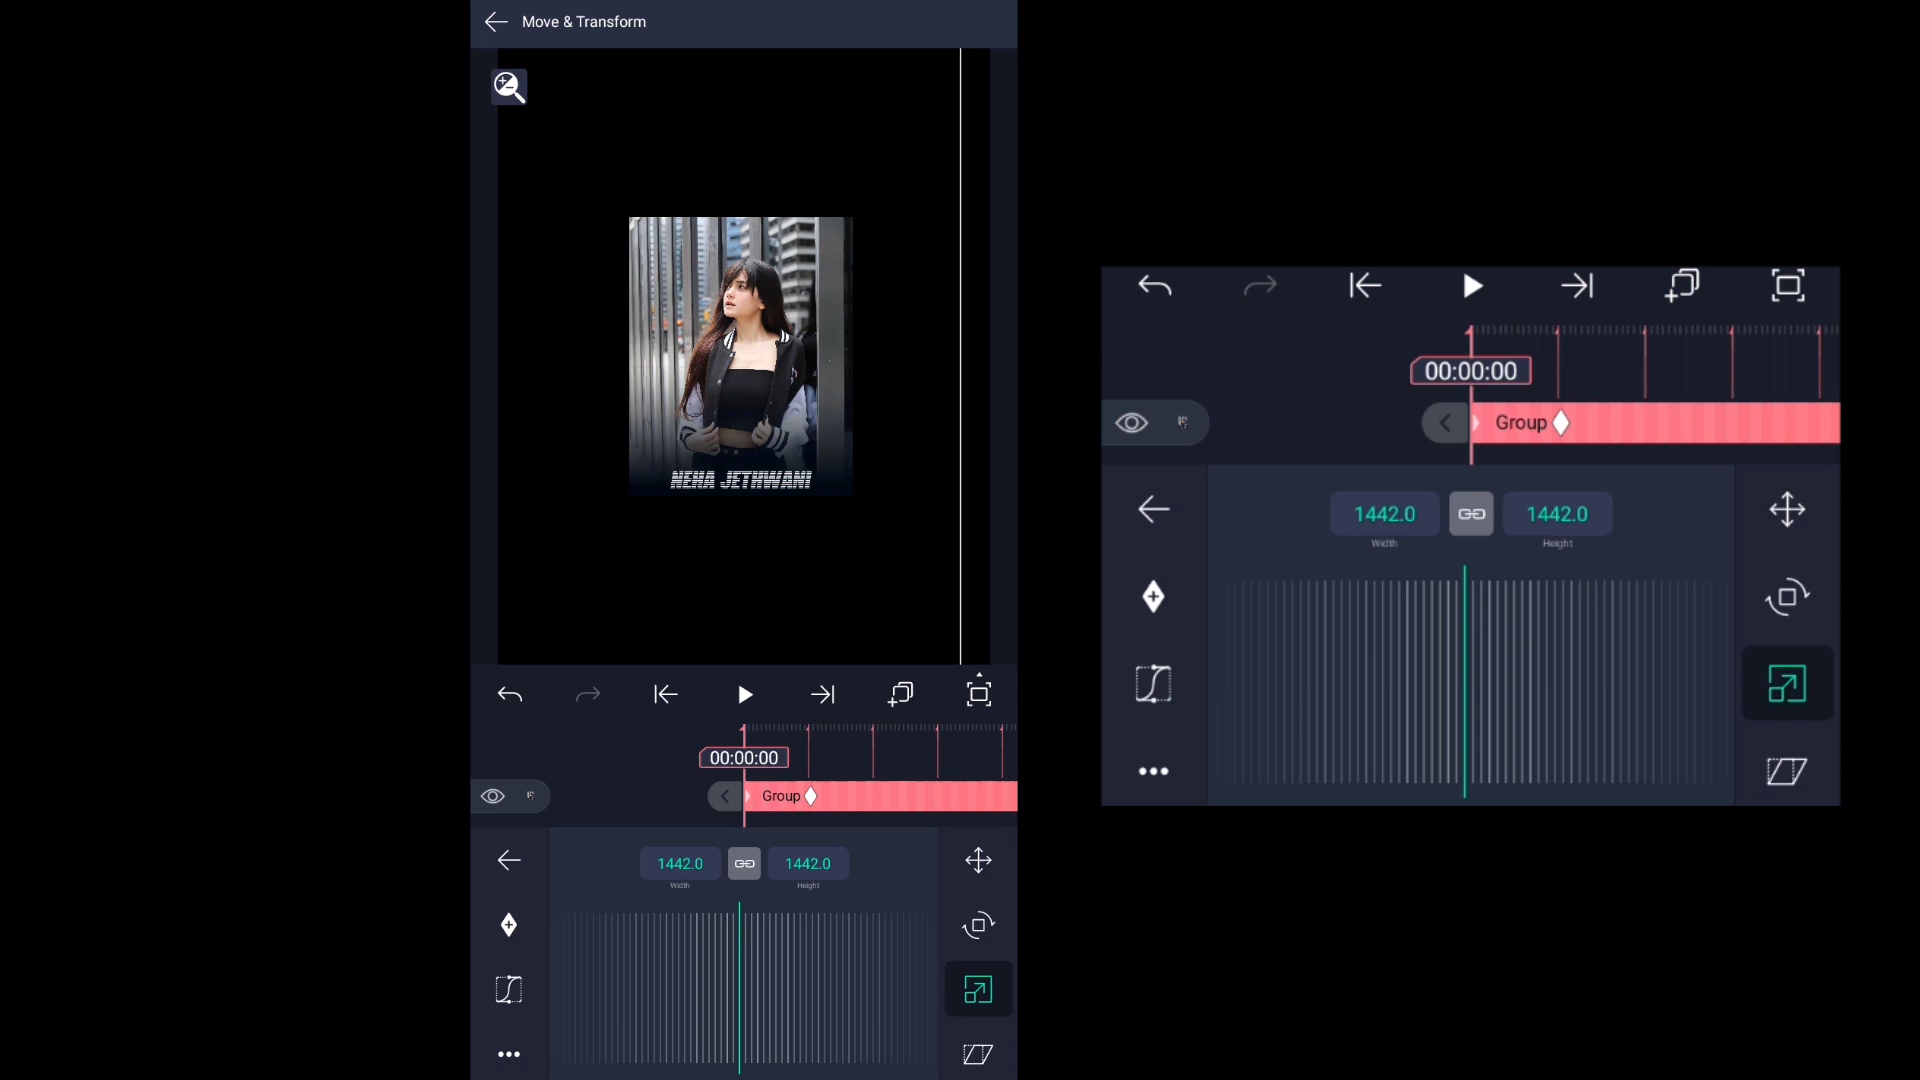 Move & Transform
NEHA JETHWANI
00:00:00
Group
1442.0
1442.0
Width
Height
00:00:00
Group
1442.0
1442.0
Width
Height